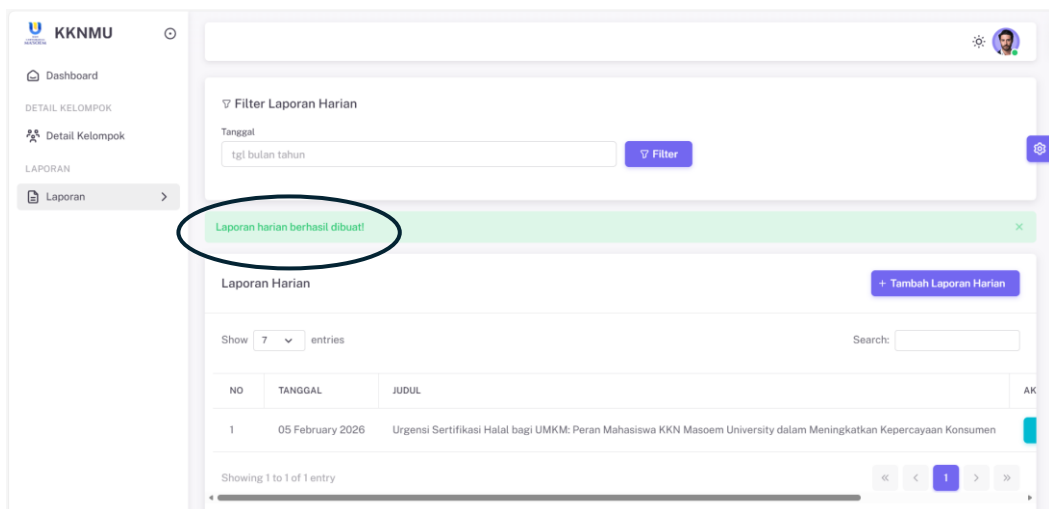 KKNMU
Dashboard
DETAIL KELOMPOK
Detail Kelompok
LAPORAN
Laporan
Filter Laporan Harian
Tanggal
tgl bulan tahun
Filter
Laporan harian berhasil dibuat!
×
Laporan Harian
+ Tambah Laporan Harian
Show 7 entries
Search:
NO TANGGAL JUDUL AK
1 05 February 2026 Urgensi Sertifikasi Halal bagi UMKM: Peran Mahasiswa KKN Masoem University dalam Meningkatkan Kepercayaan Konsumen
Showing 1 to 1 of 1 entry
« < 1 > »